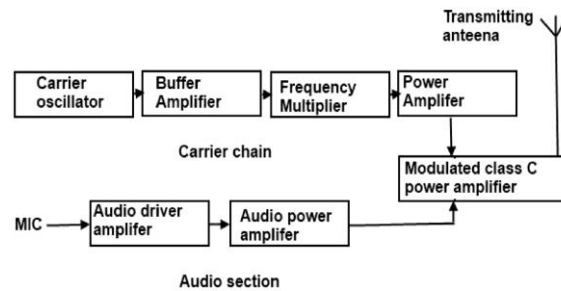 Transmitting
anteena
Carrier
oscillator
Buffer
Amplifier
Frequency
Multiplier
Power
Amplifer
Carrier chain
Modulated class C
power amplifier
MIC
Audio driver
amplifer
Audio power
amplifer
Audio section